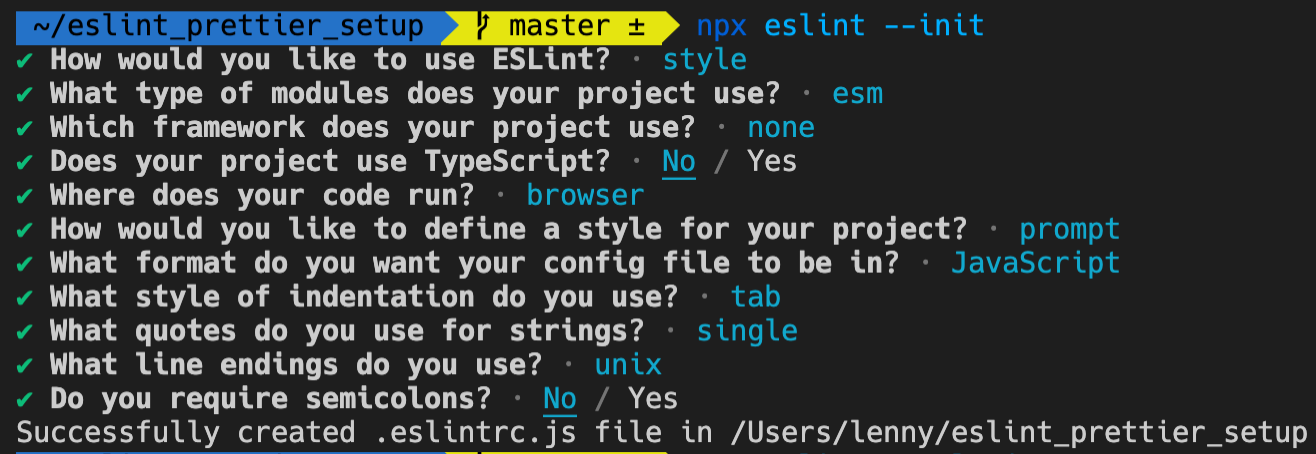 ~/eslint_prettier_setup master ± npx eslint --init
✔ How would you like to use ESLint? · style
✔ What type of modules does your project use? · esm
✔ Which framework does your project use? · none
✔ Does your project use TypeScript? · No / Yes
✔ Where does your code run? · browser
✔ How would you like to define a style for your project? · prompt
✔ What format do you want your config file to be in? · JavaScript
✔ What style of indentation do you use? · tab
✔ What quotes do you use for strings? · single
✔ What line endings do you use? · unix
✔ Do you require semicolons? · No / Yes
Successfully created .eslintrc.js file in /Users/lenny/eslint_prettier_setup